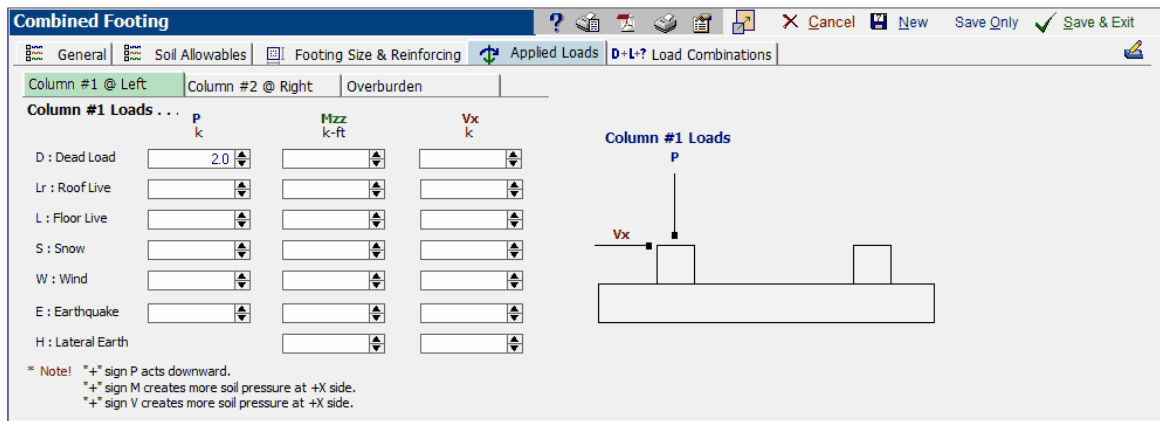 Combined Footing ? Cancel New Save Only Save & Exit
General Soil Allowables Footing Size & Reinforcing Applied Loads D+L+? Load Combinations
Column #1 @ Left Column #2 @ Right Overburden
Column #1 Loads . . . P Mzz Vx
k k-ft k
D : Dead Load 2.0
Lr : Roof Live
L : Floor Live
S : Snow
W : Wind
E : Earthquake
H : Lateral Earth
* Note! "+" sign P acts downward.
"+" sign M creates more soil pressure at +X side.
"+" sign V creates more soil pressure at +X side.
Column #1 Loads
P
Vx